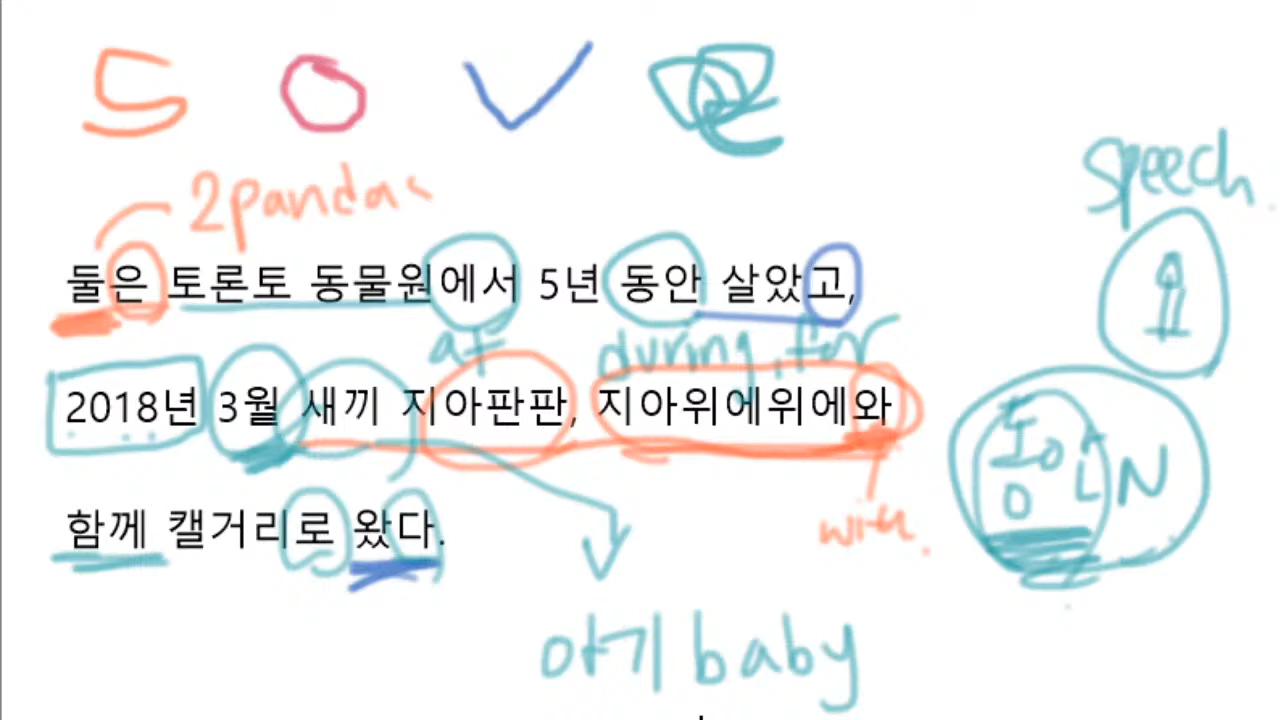 S O V
speech
2 pandas
둘은 토론토 동물원에서 5년 동안 살았고,
at during, for
2018년 3월 새끼 지아판판, 지아위에위에와
N
with.
함께 캘거리로 왔다.
아기 baby